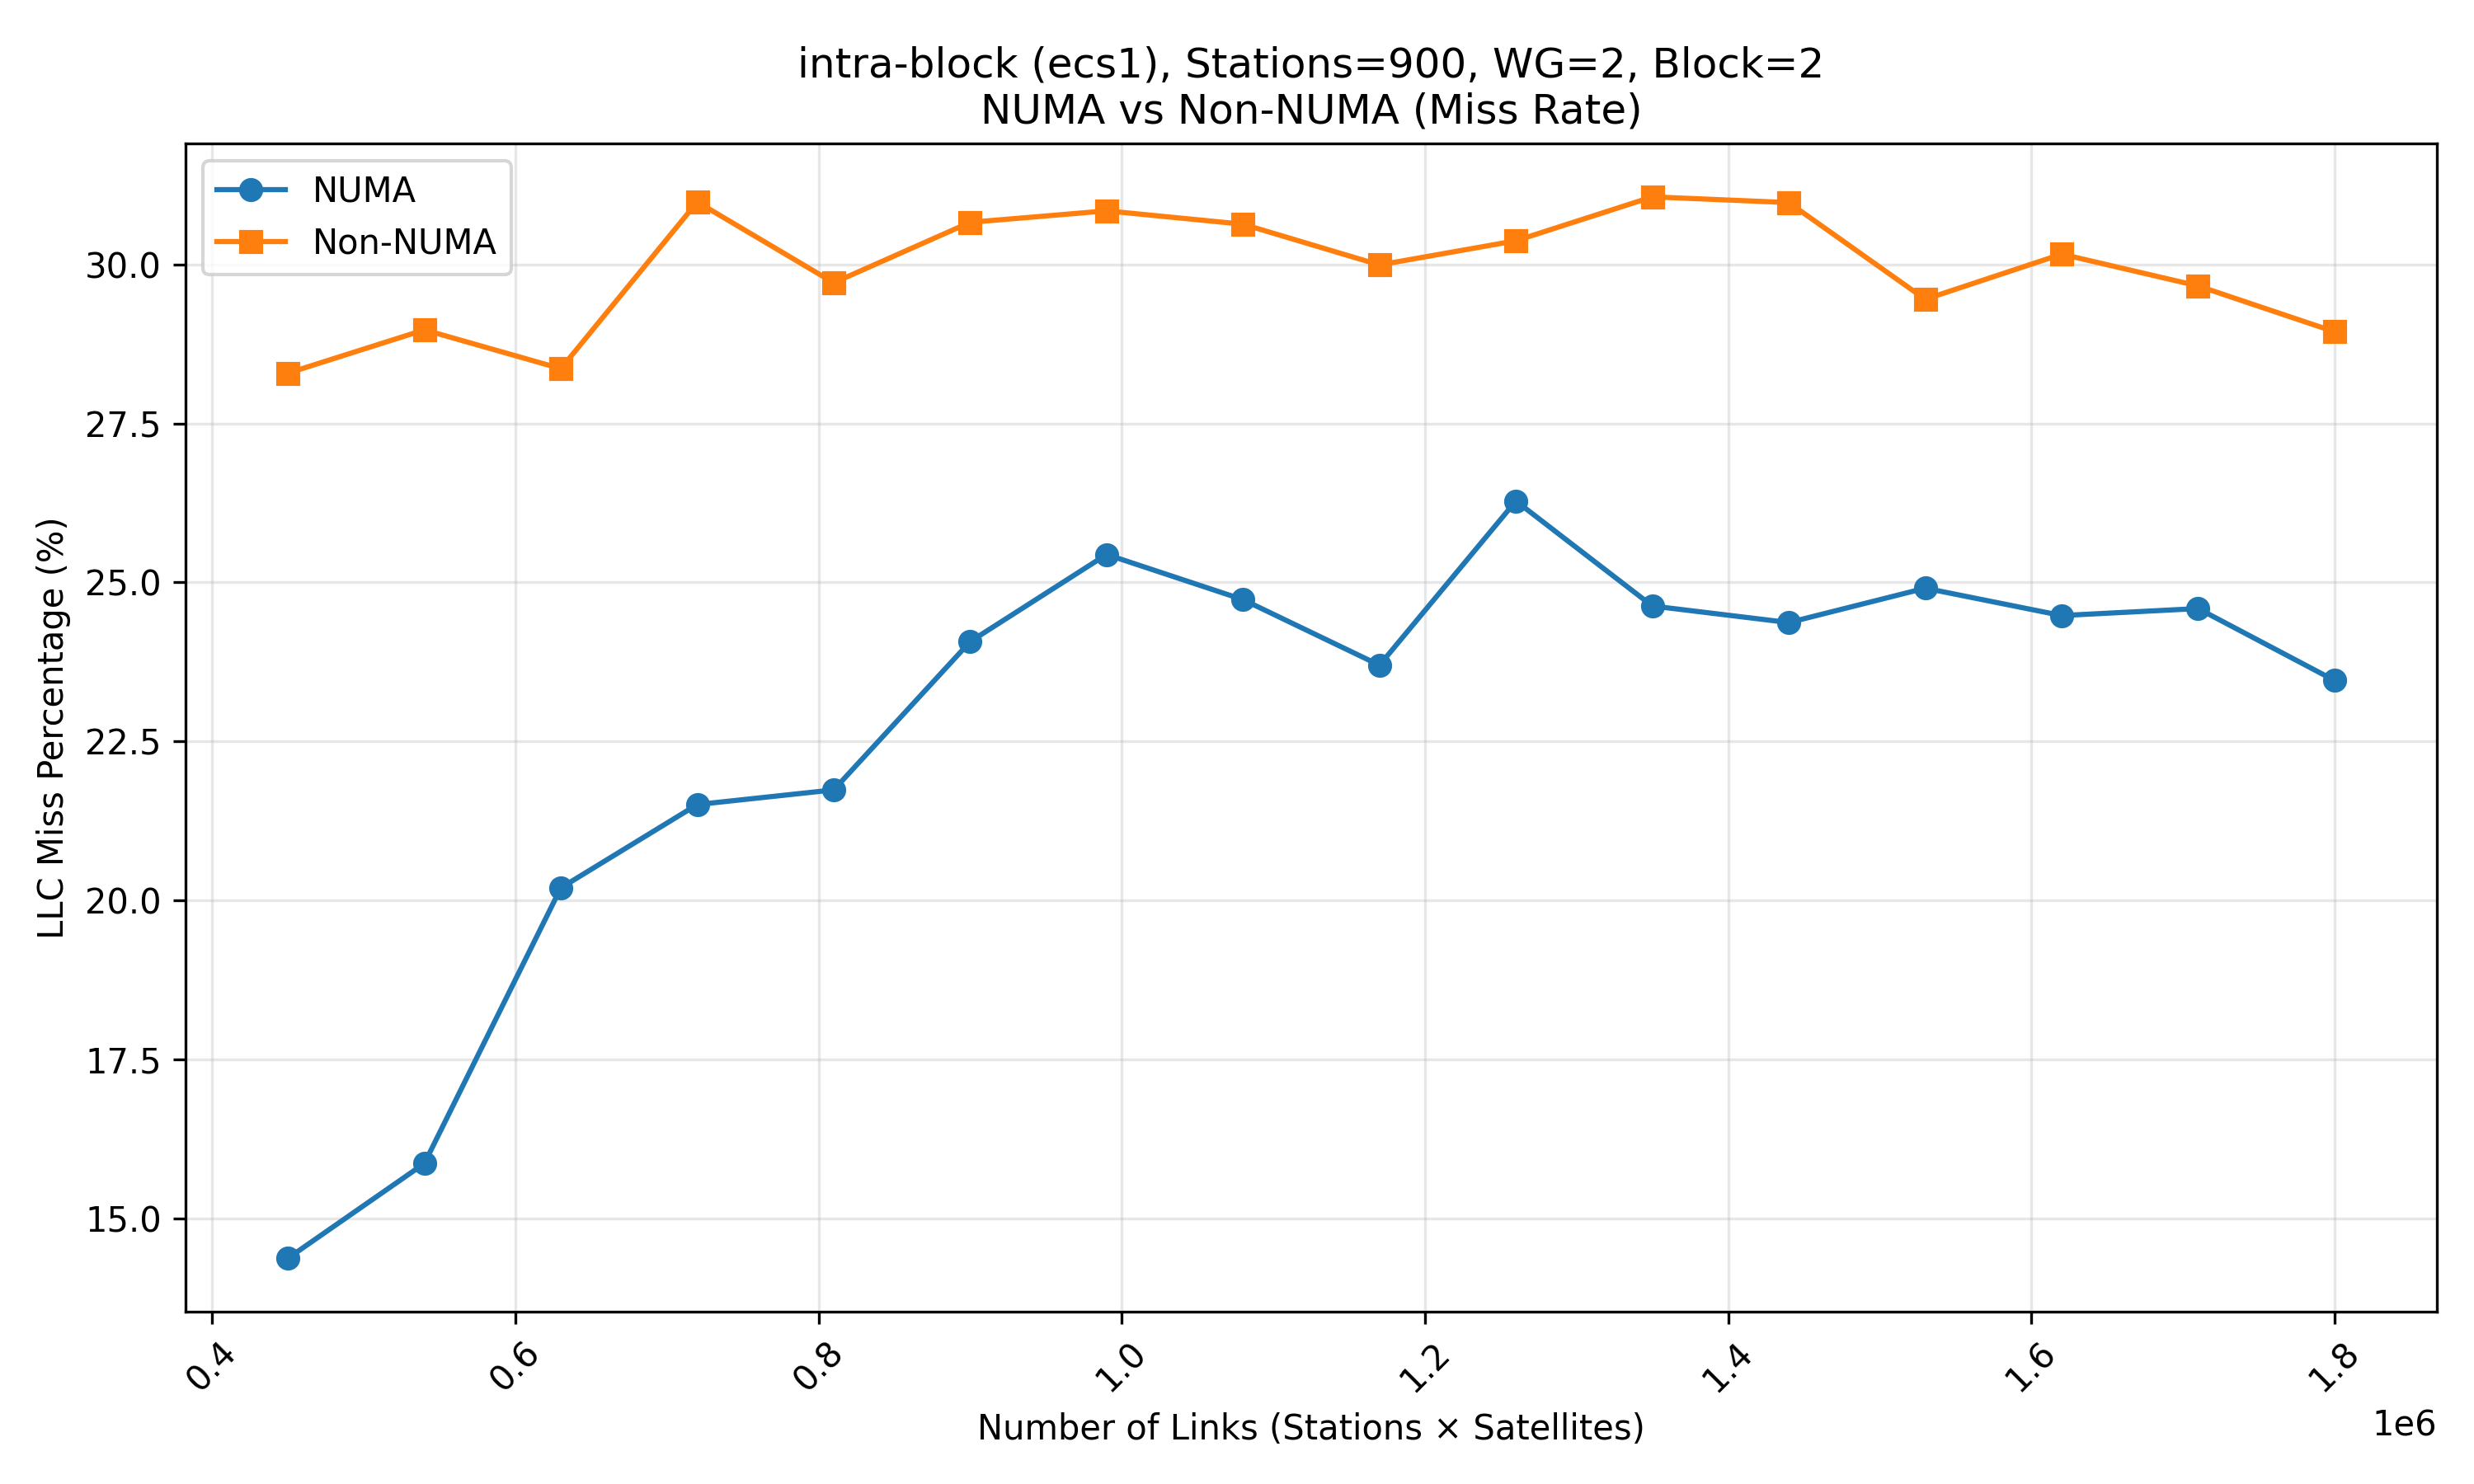 intra-block (ecs1), Stations=900, WG=2, Block=2
NUMA vs Non-NUMA (Miss Rate)
NUMA
Non-NUMA
LLC Miss Percentage (%)
30.0
27.5
25.0
22.5
20.0
17.5
15.0
0.4
0.6
0.8
1.0
1.2
1.4
1.6
1.8
1e6
Number of Links (Stations × Satellites)